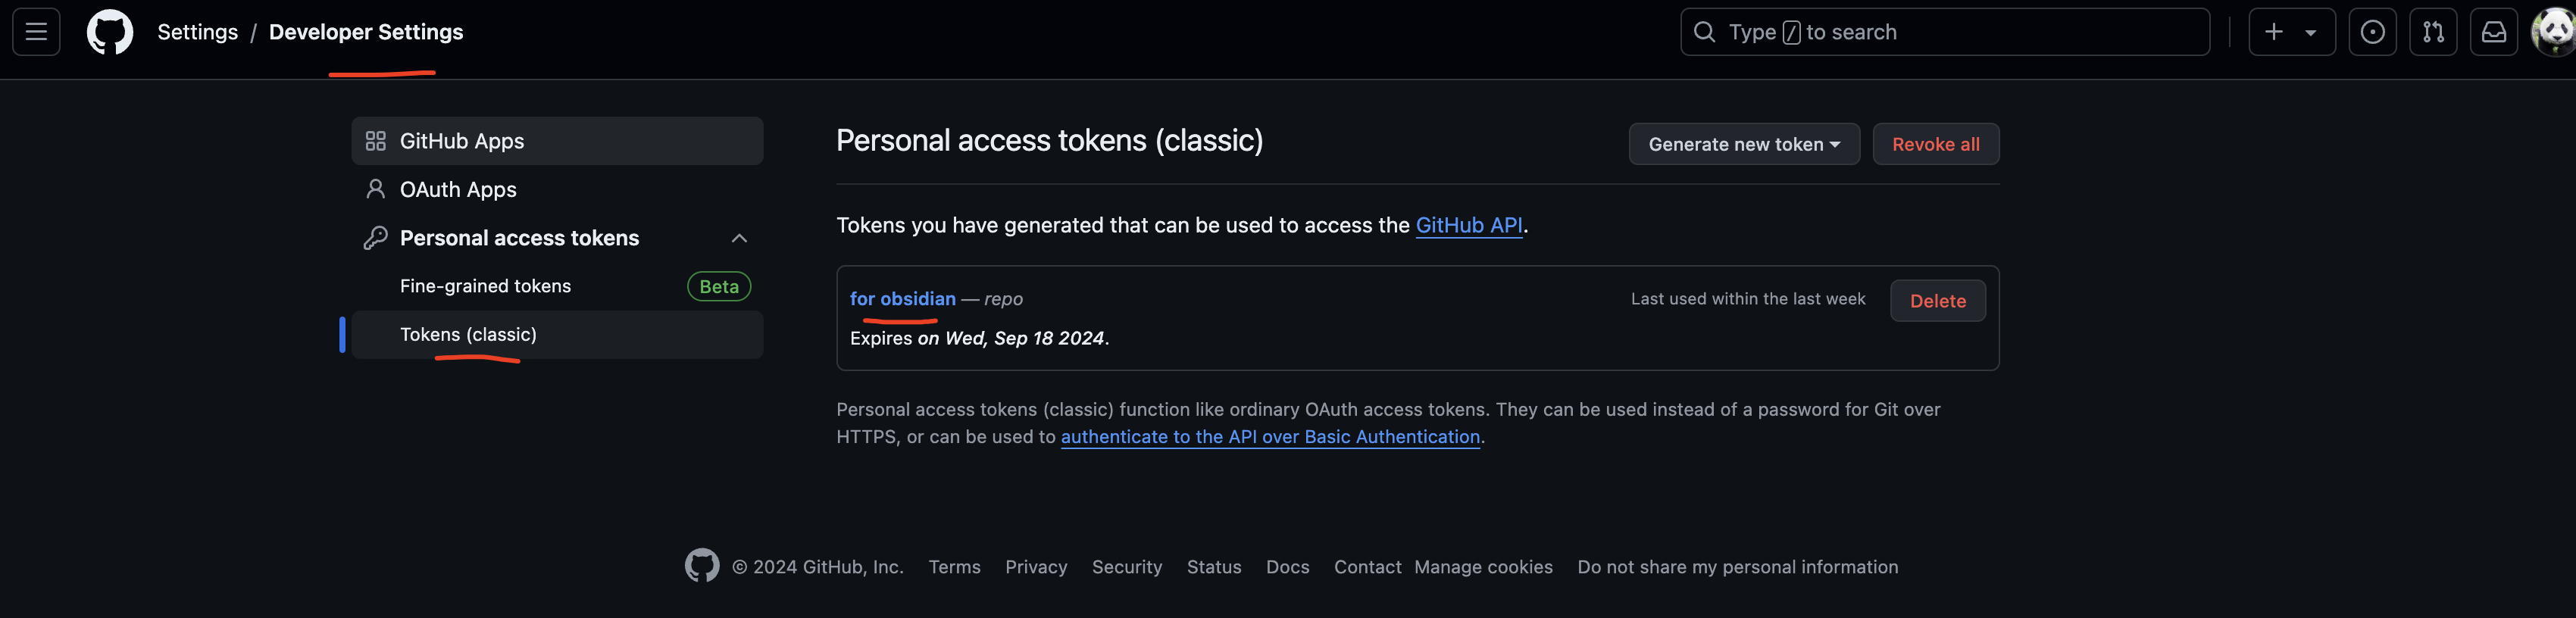 Settings / Developer Settings
Type / to search
GitHub Apps
OAuth Apps
Personal access tokens
Fine-grained tokens Beta
Tokens (classic)
Personal access tokens (classic)
Generate new token
Revoke all
Tokens you have generated that can be used to access the GitHub API.
for obsidian — repo
Last used within the last week
Delete
Expires on Wed, Sep 18 2024.
Personal access tokens (classic) function like ordinary OAuth access tokens. They can be used instead of a password for Git over
HTTPS, or can be used to authenticate to the API over Basic Authentication.
© 2024 GitHub, Inc. Terms Privacy Security Status Docs Contact Manage cookies Do not share my personal information